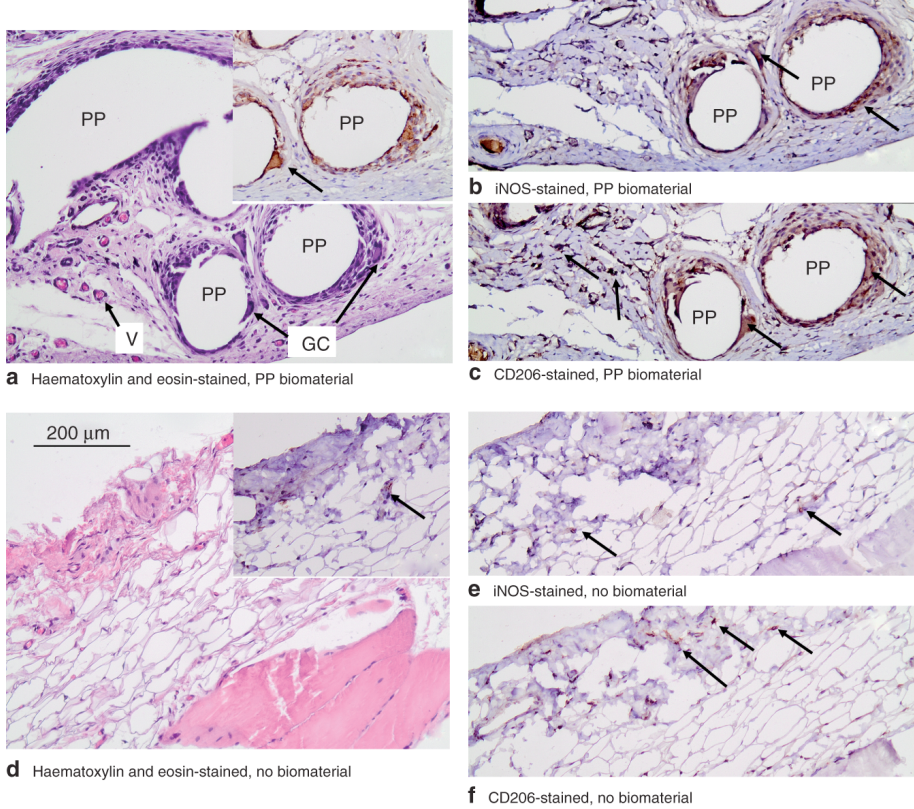 PP
PP
PP
PP
V
GC
a Haematoxylin and eosin-stained, PP biomaterial
PP
PP
b iNOS-stained, PP biomaterial
PP
PP
c CD206-stained, PP biomaterial
200 µm
d Haematoxylin and eosin-stained, no biomaterial
e iNOS-stained, no biomaterial
f CD206-stained, no biomaterial